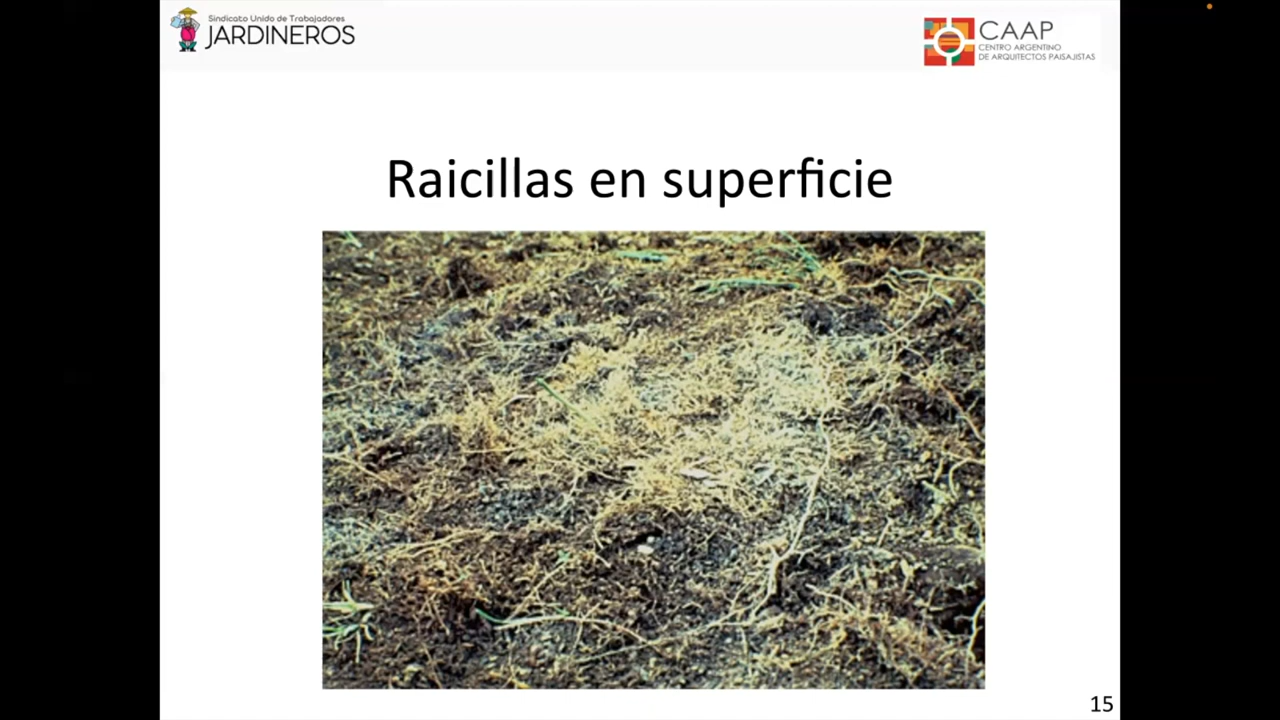 Sindicato Unido de Trabajadores
JARDINEROS
CAAP
CENTRO ARGENTINO
DE ARQUITECTOS PAISAJISTAS
Raicillas en superficie
15